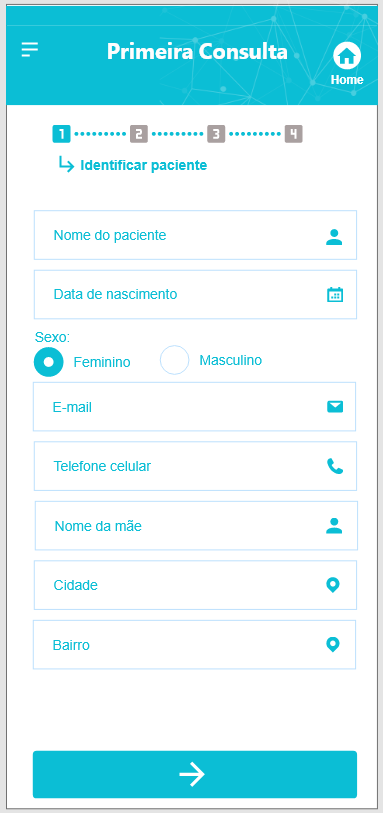 Primeira Consulta
Home
1 2 3 4
Identificar paciente
Nome do paciente
Data de nascimento
Sexo:
Feminino
Masculino
E-mail
Telefone celular
Nome da mãe
Cidade
Bairro